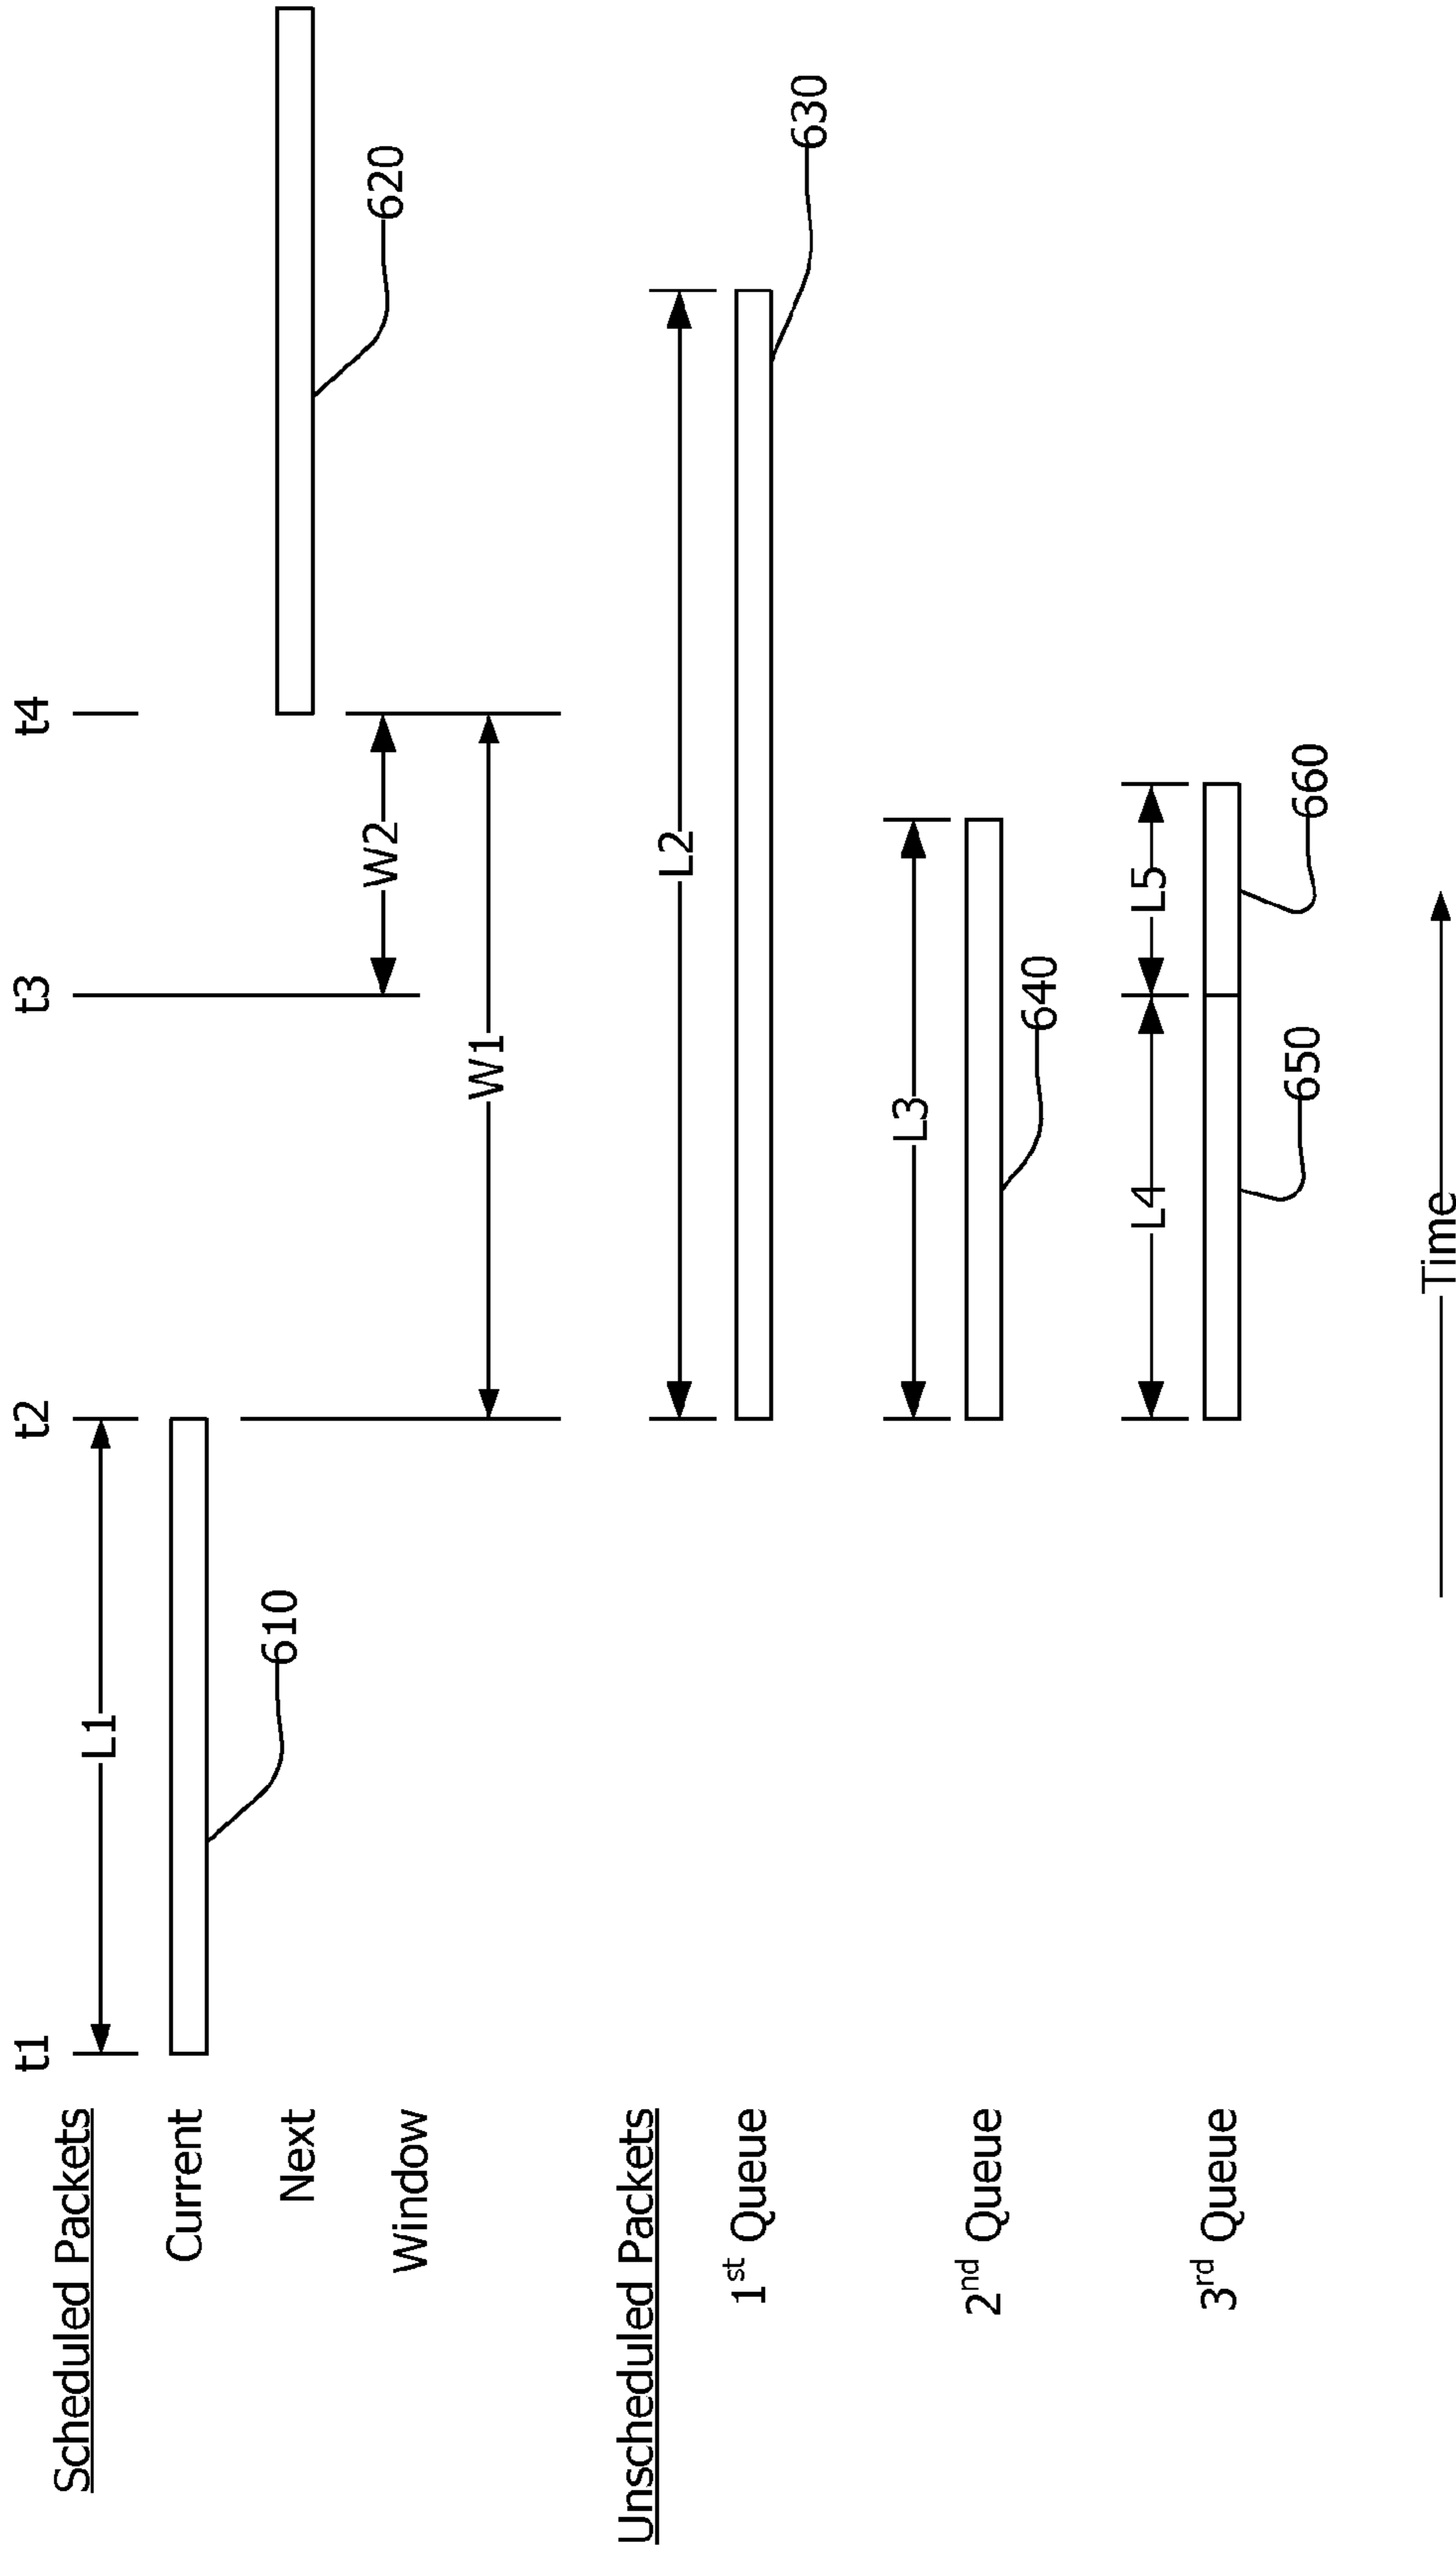 t1 t2 t3 t4
Scheduled Packets
L1
Current
610
Next
620
Window
W2
W1
Unscheduled Packets
L2
1st Queue
630
L3
2nd Queue
640
L4 L5
3rd Queue
650 660
Time